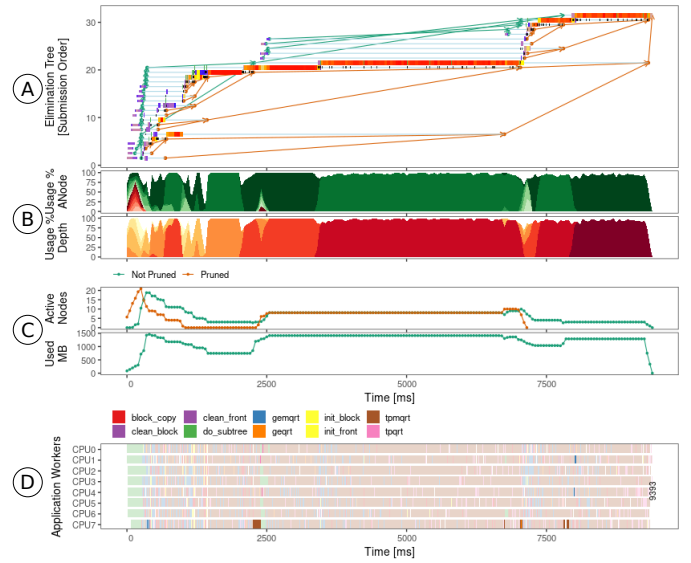 A
Elimination Tree
[Submission Order]
30
20
10
0
B
Usage %
ANode
100
75
50
25
0
Usage %
Depth
100
75
50
25
0
Not Pruned
Pruned
C
Active
Nodes
20
15
10
5
0
Used
MB
1500
1000
500
0
0
2500
5000
7500
Time [ms]
block_copy
clean_front
gemqrt
init_block
tpmqrt
clean_block
do_subtree
geqrt
init_front
tpqrt
D
Application Workers
CPU0
CPU1
CPU2
CPU3
CPU4
CPU5
CPU6
CPU7
9393
0
2500
5000
7500
Time [ms]